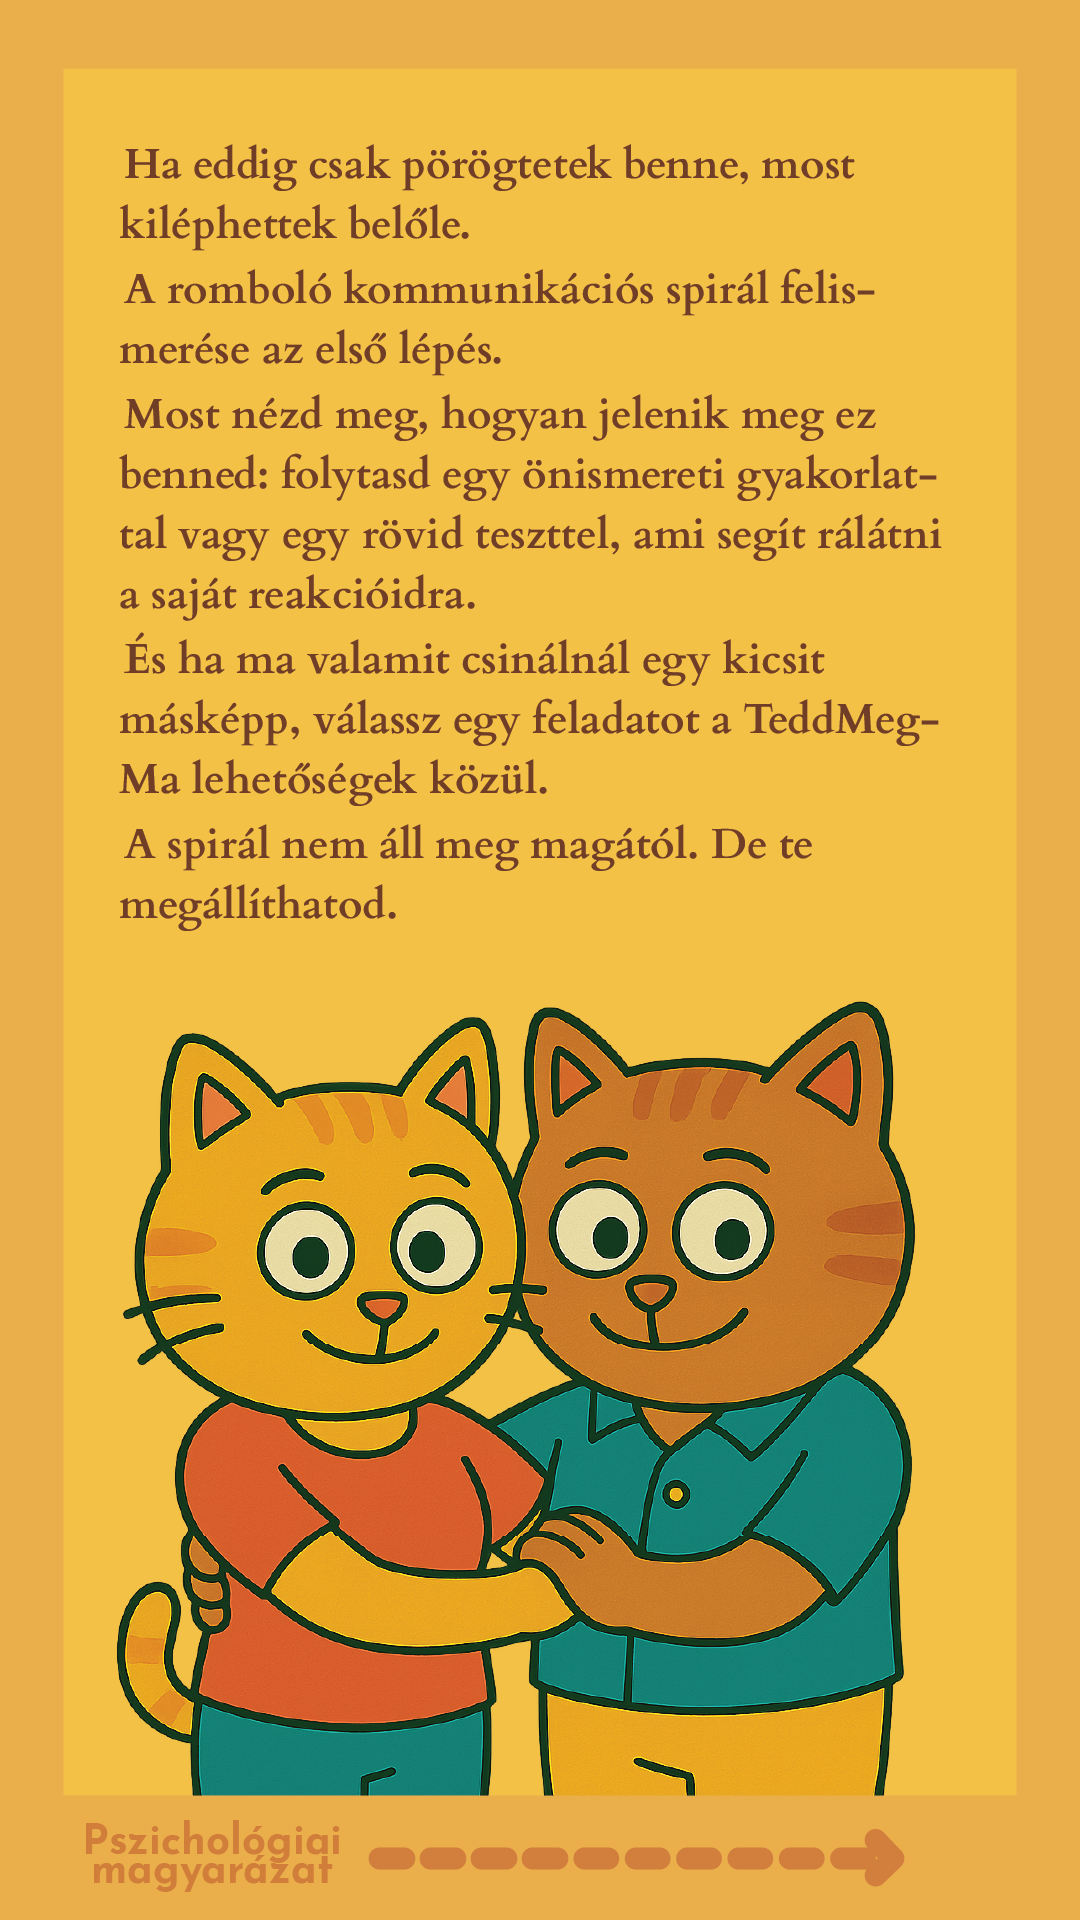 Ha eddig csak pörögtetek benne, most
kiléphettek belőle.
A romboló kommunikációs spirál felis-
merése az első lépés.
Most nézd meg, hogyan jelenik meg ez
benned: folytasd egy önismereti gyakorlat-
tal vagy egy rövid teszttel, ami segít rálátni
a saját reakcióidra.
És ha ma valamit csinálnál egy kicsit
másképp, válassz egy feladatot a TeddMeg-
Ma lehetőségek közül.
A spirál nem áll meg magától. De te
megállíthatod.
Pszichológiai
magyarázat